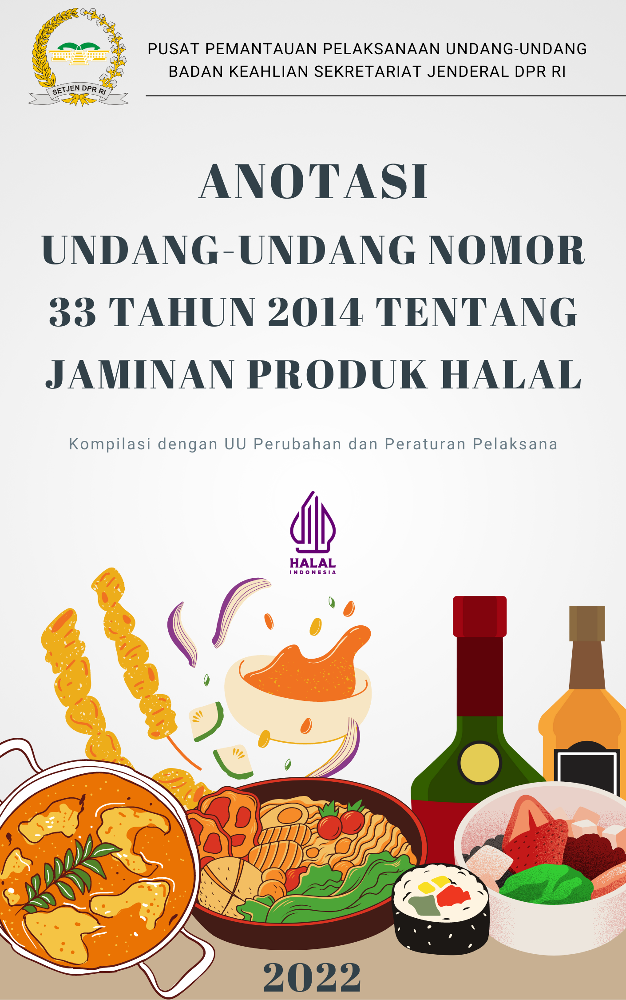 SETJEN DPR RI
PUSAT PEMANTAUAN PELAKSANAAN UNDANG-UNDANG
BADAN KEAHLIAN SEKRETARIAT JENDERAL DPR RI
ANOTASI
UNDANG-UNDANG NOMOR
33 TAHUN 2014 TENTANG
JAMINAN PRODUK HALAL
Kompilasi dengan UU Perubahan dan Peraturan Pelaksana
HALAL
INDONESIA
2022